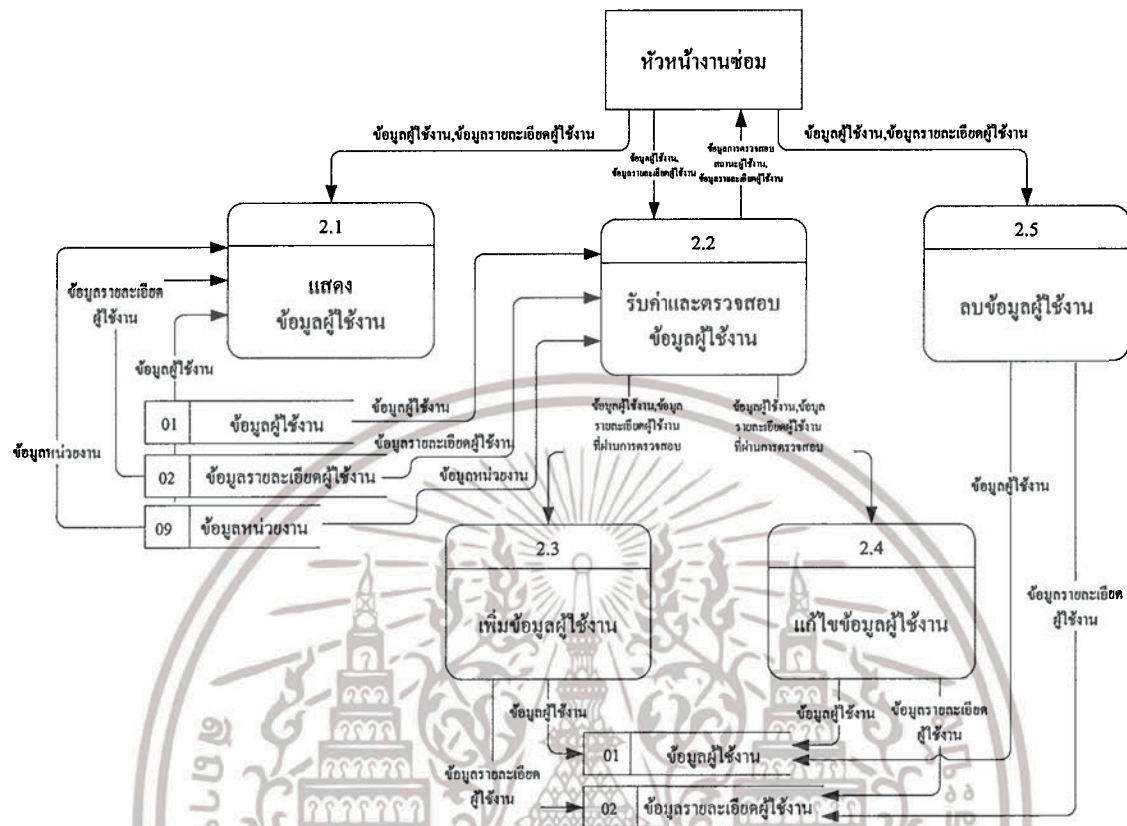 หัวหน้างานซ่อม
ข้อมูลผู้ใช้งาน,ข้อมูลรายละเอียดผู้ใช้งาน
ข้อมูลผู้ใช้งาน,
ข้อมูลรายละเอียดผู้ใช้งาน
ข้อมูลการตรวจสอบ
สถานะผู้ใช้งาน,
ข้อมูลรายละเอียดผู้ใช้งาน
ข้อมูลผู้ใช้งาน,ข้อมูลรายละเอียดผู้ใช้งาน
2.1
แสดง
ข้อมูลผู้ใช้งาน
2.2
รับค่าและตรวจสอบ
ข้อมูลผู้ใช้งาน
2.5
ลบข้อมูลผู้ใช้งาน
ข้อมูลรายละเอียด
ผู้ใช้งาน
ข้อมูลผู้ใช้งาน
ข้อมูลหน่วยงาน
01 ข้อมูลผู้ใช้งาน
02 ข้อมูลรายละเอียดผู้ใช้งาน
09 ข้อมูลหน่วยงาน
ข้อมูลผู้ใช้งาน
ข้อมูลรายละเอียดผู้ใช้งาน
ข้อมูลหน่วยงาน
ข้อมูลผู้ใช้งาน,ข้อมูล
รายละเอียดผู้ใช้งาน
ที่ผ่านการตรวจสอบ
ข้อมูลผู้ใช้งาน,ข้อมูล
รายละเอียดผู้ใช้งาน
ที่ผ่านการตรวจสอบ
ข้อมูลผู้ใช้งาน
ข้อมูลรายละเอียด
ผู้ใช้งาน
2.3
เพิ่มข้อมูลผู้ใช้งาน
2.4
แก้ไขข้อมูลผู้ใช้งาน
ข้อมูลผู้ใช้งาน
ข้อมูลรายละเอียด
ผู้ใช้งาน
ข้อมูลผู้ใช้งาน
ข้อมูลรายละเอียด
ผู้ใช้งาน
01 ข้อมูลผู้ใช้งาน
02 ข้อมูลรายละเอียดผู้ใช้งาน